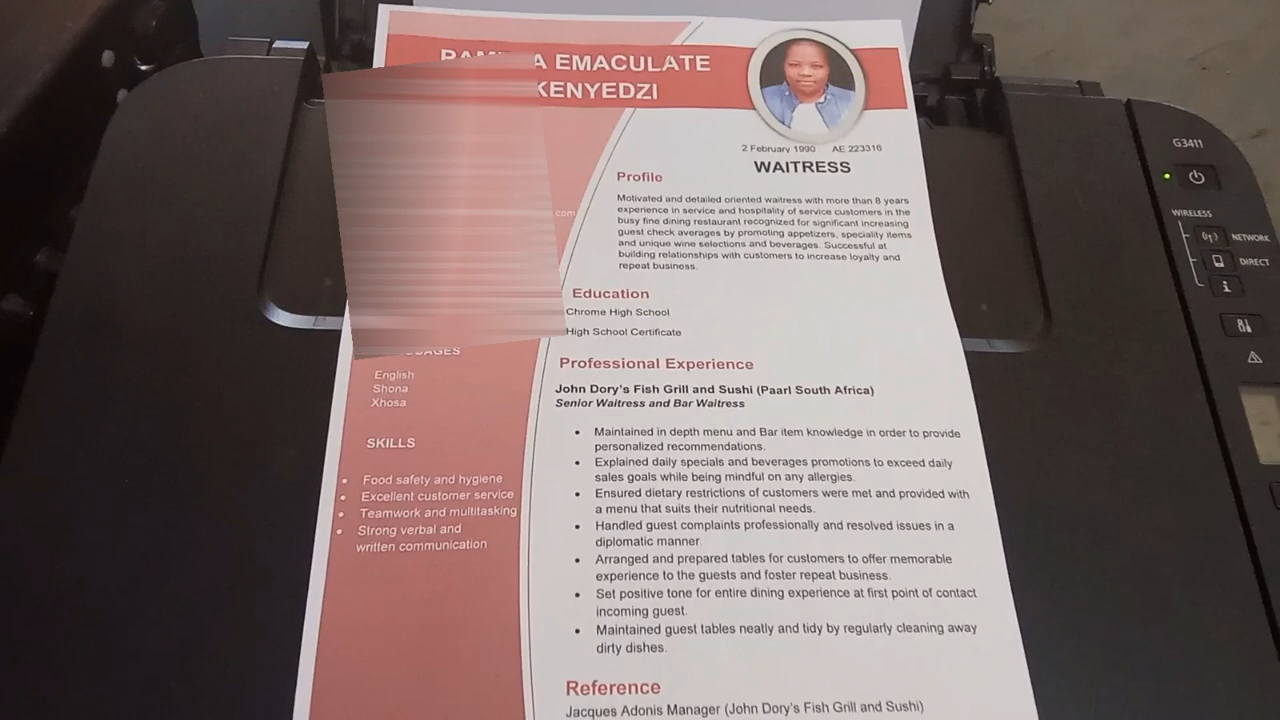 A EMACULATE
KENYEDZI
2 February 1990 AE 223316
WAITRESS
Profile
Motivated and detailed oriented waitress with more than 8 years
experience in service and hospitality of service customers in the
busy fine dining restaurant recognized for significant increasing
guest check averages by promoting appetizers, speciality items
and unique wine selections and beverages. Successful at
building relationships with customers to increase loyalty and
repeat business.
.com
Education
Chrome High School
High School Certificate
English
Shona
Xhosa
SKILLS
Food safety and hygiene
Excellent customer service
Teamwork and multitasking
Strong verbal and
written communication
Professional Experience
John Dory's Fish Grill and Sushi (Paarl South Africa)
Senior Waitress and Bar Waitress
Maintained in depth menu and Bar item knowledge in order to provide
personalized recommendations.
Explained daily specials and beverages promotions to exceed daily
sales goals while being mindful on any allergies.
Ensured dietary restrictions of customers were met and provided with
a menu that suits their nutritional needs.
Handled guest complaints professionally and resolved issues in a
diplomatic manner.
Arranged and prepared tables for customers to offer memorable
experience to the guests and foster repeat business.
Set positive tone for entire dining experience at first point of contact
incoming guest.
Maintained guest tables neatly and tidy by regularly cleaning away
dirty dishes.
Reference
Jacques Adonis Manager (John Dory's Fish Grill and Sushi)
G3411
WIRELESS
NETWORK
DIRECT